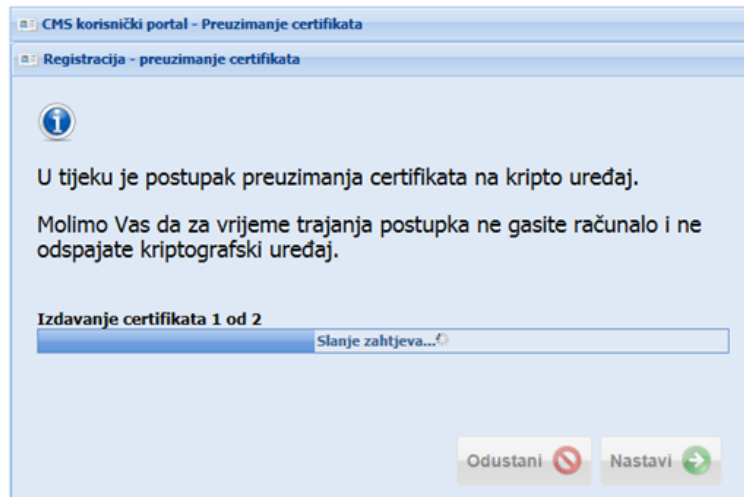 CMS korisnički portal - Preuzimanje certifikata
Registracija - preuzimanje certifikata
U tijeku je postupak preuzimanja certifikata na kripto uređaj.
Molimo Vas da za vrijeme trajanja postupka ne gasite računalo i ne
odspajate kriptografski uređaj.
Izdavanje certifikata 1 od 2
Slanje zahtjeva...
Odustani
Nastavi